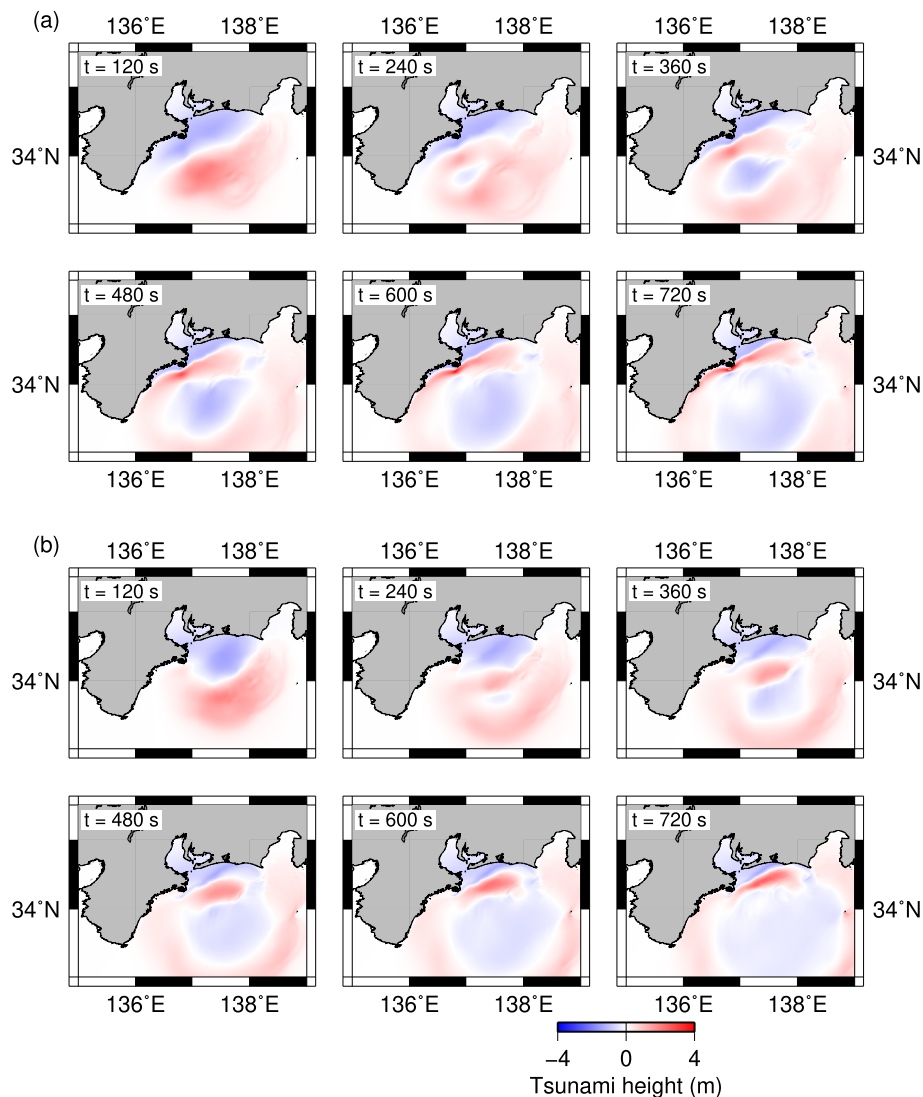 (a)
136˚E 138˚E 136˚E 138˚E 136˚E 138˚E
t = 120 s t = 240 s t = 360 s
34˚N 34˚N
t = 480 s t = 600 s t = 720 s
34˚N 34˚N
136˚E 138˚E 136˚E 138˚E 136˚E 138˚E
(b)
136˚E 138˚E 136˚E 138˚E 136˚E 138˚E
t = 120 s t = 240 s t = 360 s
34˚N 34˚N
t = 480 s t = 600 s t = 720 s
34˚N 34˚N
136˚E 138˚E 136˚E 138˚E 136˚E 138˚E
−4 0 4
Tsunami height (m)